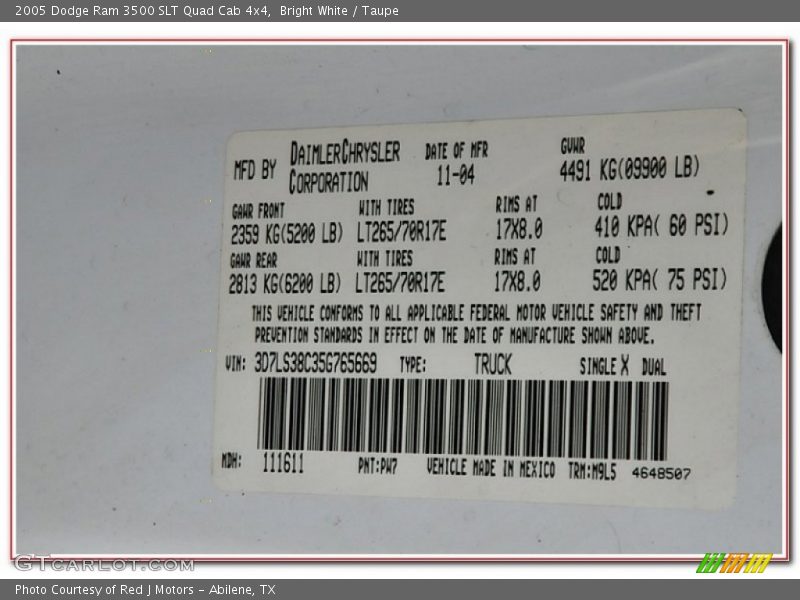 2005 Dodge Ram 3500 SLT Quad Cab 4x4,  Bright White / Taupe
MFD BY DAIMLERCHRYSLER CORPORATION DATE OF MFR 11-04 GVWR 4491 KG(09900 LB)
GAWR FRONT WITH TIRES RIMS AT COLD
2359 KG(5200 LB) LT265/70R17E 17X8.0 410 KPA( 60 PSI)
GAWR REAR WITH TIRES RIMS AT COLD
2813 KG(6200 LB) LT265/70R17E 17X8.0 520 KPA( 75 PSI)
THIS VEHICLE CONFORMS TO ALL APPLICABLE FEDERAL MOTOR VEHICLE SAFETY AND THEFT
PREVENTION STANDARDS IN EFFECT ON THE DATE OF MANUFACTURE SHOWN ABOVE.
VIN: 3D7LS38C35G765669 TYPE: TRUCK SINGLE X DUAL
MDH: 111611 PNT:PW7 VEHICLE MADE IN MEXICO TRM:M9L5 4648507
GTCARLOT.COM
Photo Courtesy of Red J Motors – Abilene, TX